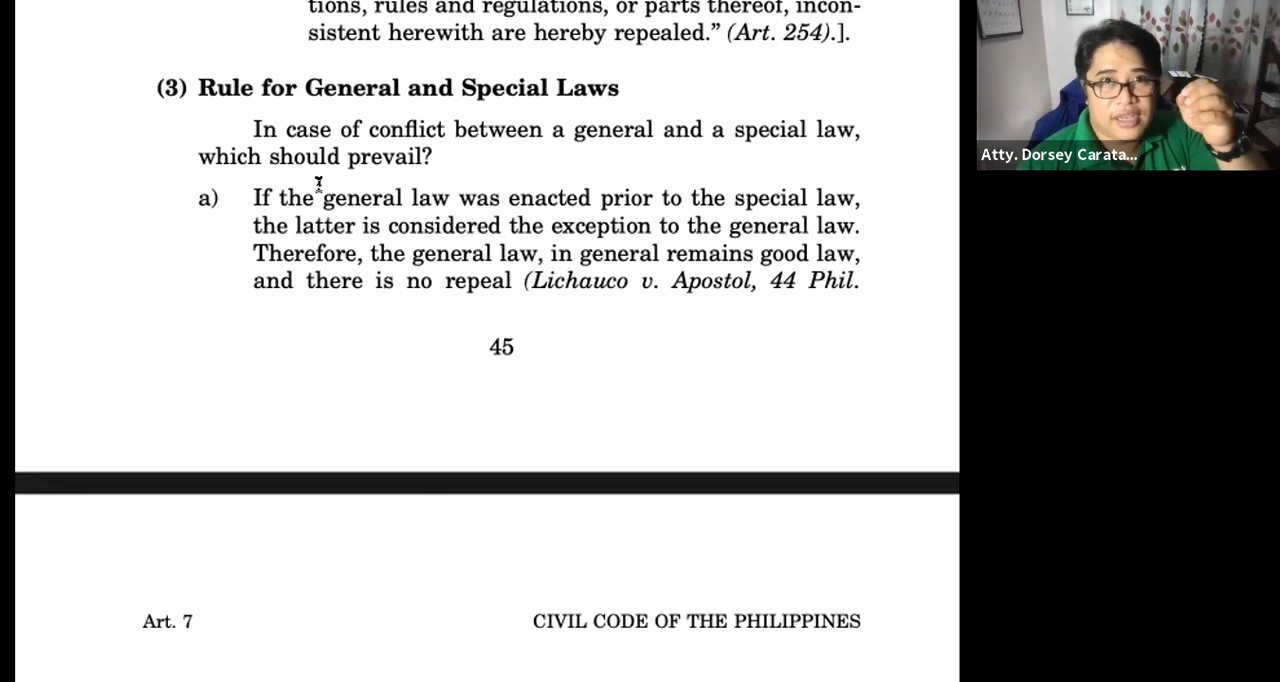 tions, rules and regulations, or parts thereof, incon-
sistent herewith are hereby repealed.” (Art. 254).].
(3) Rule for General and Special Laws
In case of conflict between a general and a special law,
which should prevail?
a) If the general law was enacted prior to the special law,
the latter is considered the exception to the general law.
Therefore, the general law, in general remains good law,
and there is no repeal (Lichauco v. Apostol, 44 Phil.
45
Art. 7 CIVIL CODE OF THE PHILIPPINES
Atty. Dorsey Carata...